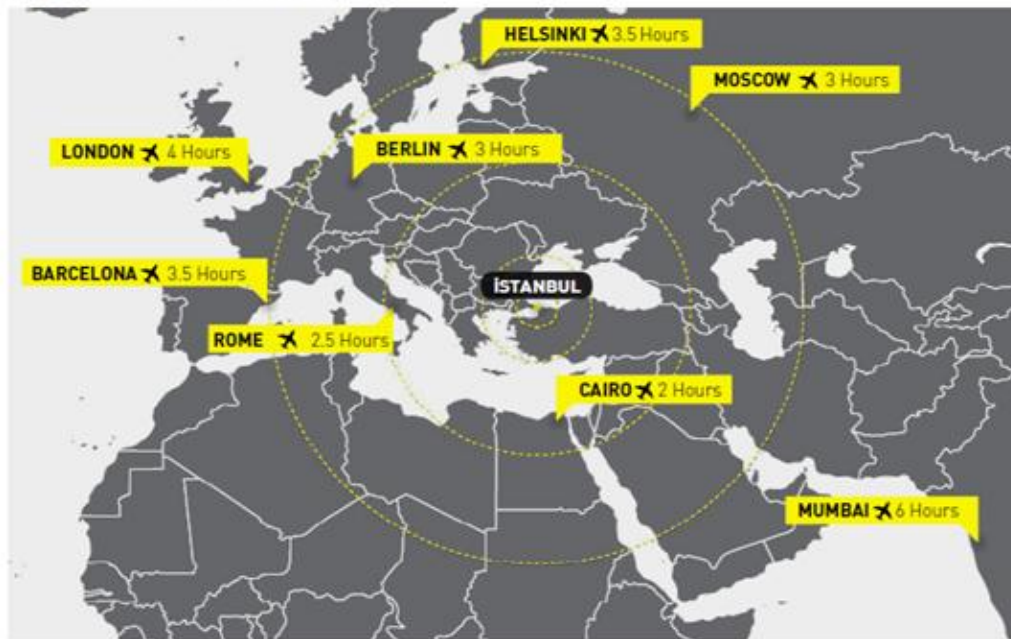 HELSINKI 3.5 Hours
MOSCOW 3 Hours
LONDON 4 Hours
BERLIN 3 Hours
BARCELONA 3.5 Hours
İSTANBUL
ROME 2.5 Hours
CAIRO 2 Hours
MUMBAI 6 Hours